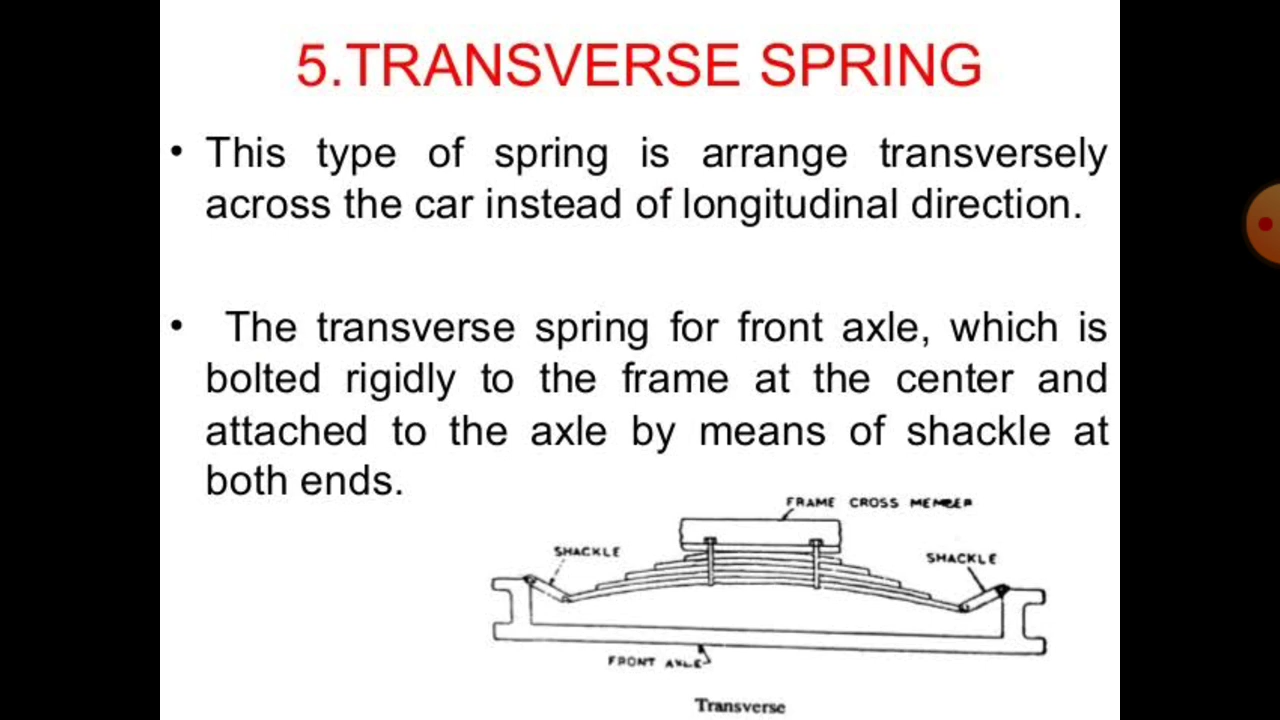 5.TRANSVERSE SPRING
• This type of spring is arrange transversely
across the car instead of longitudinal direction.
• The transverse spring for front axle, which is
bolted rigidly to the frame at the center and
attached to the axle by means of shackle at
both ends.
FRAME CROSS MEMBER
SHACKLE
SHACKLE
FRONT AXLE
Transverse